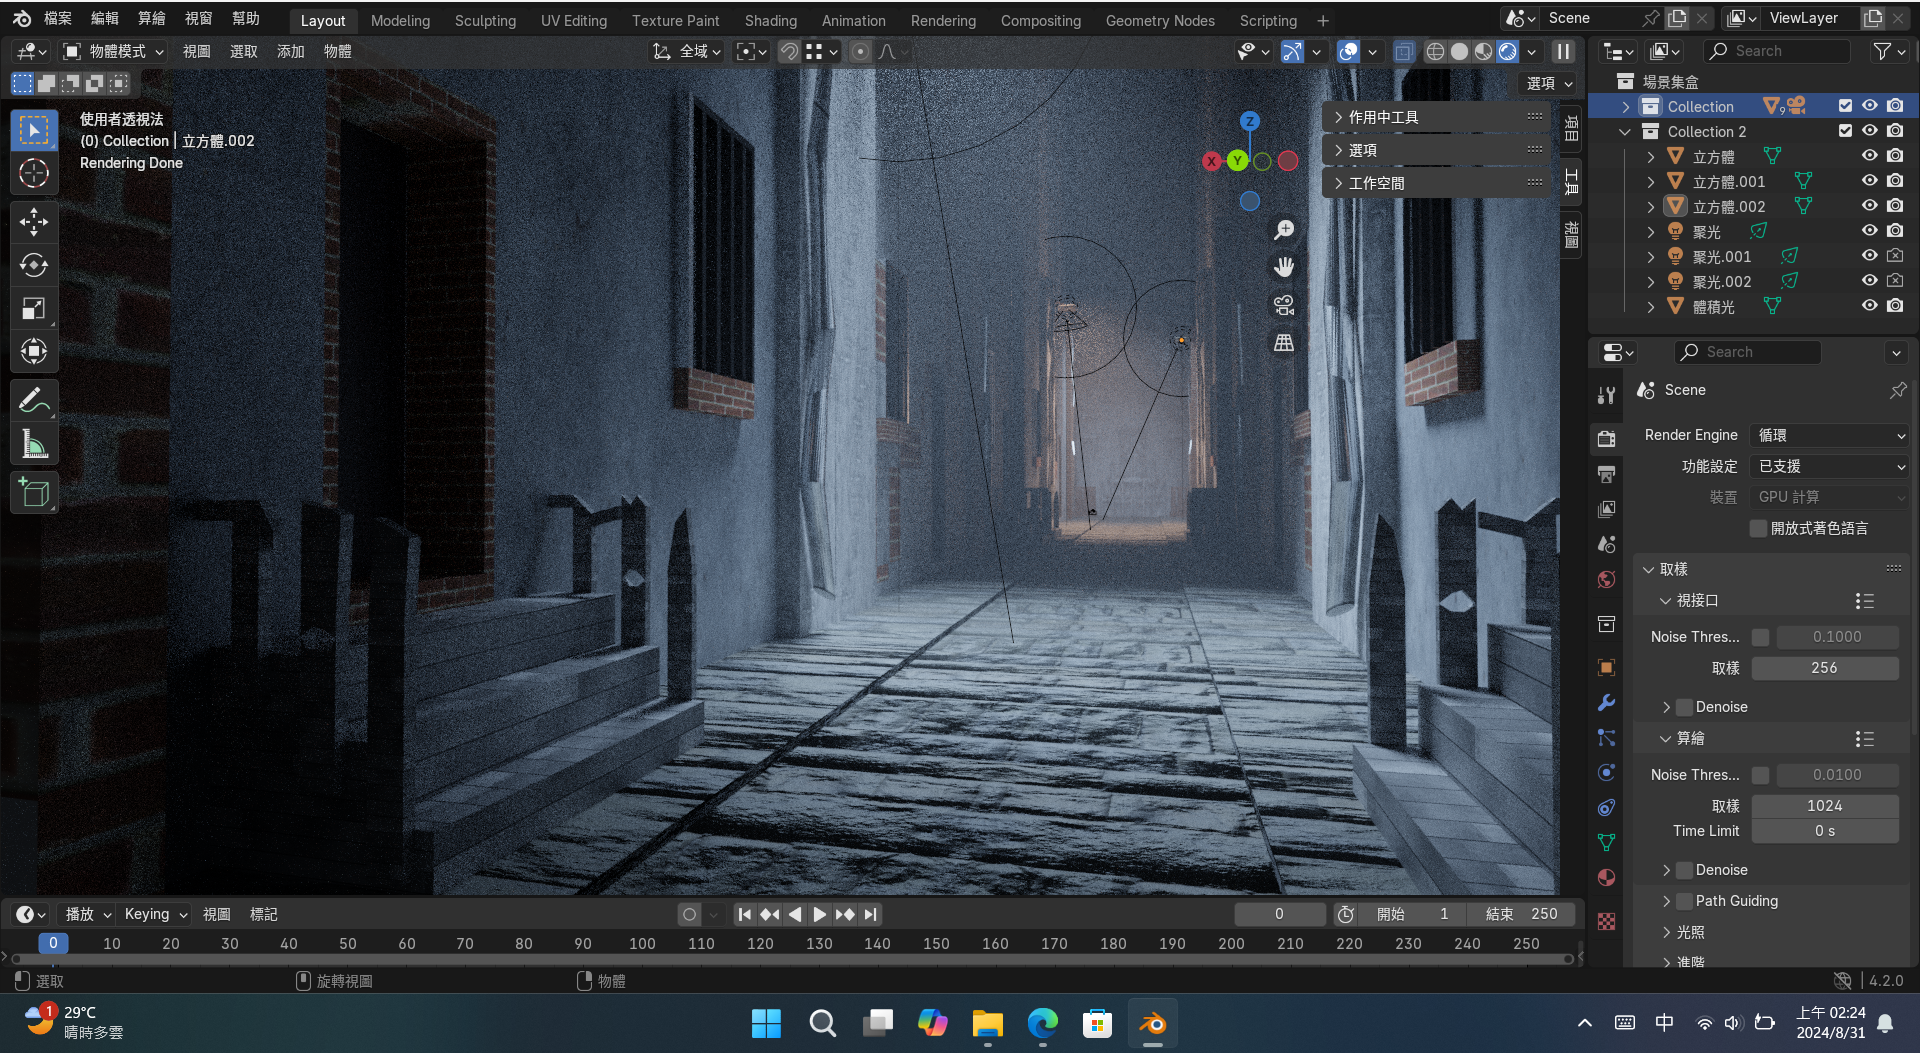 檔案 編輯 算繪 視窗 幫助 Layout Modeling Sculpting UV Editing Texture Paint Shading Animation Rendering Compositing Geometry Nodes Scripting + Scene ViewLayer
物體模式 視圖 選取 添加 物體 全域 Search
選項
使用者透視法
(0) Collection | 立方體.002
Rendering Done
Z
X
Y
作用中工具
選項
工作空間
項目
工具
視圖
場景集盒
Collection 9
Collection 2
立方體
立方體.001
立方體.002
聚光
聚光.001
聚光.002
體積光
Search
Scene
Render Engine 循環
功能設定 已支援
裝置 GPU 計算
開放式著色語言
取樣
視接口
Noise Thres... 0.1000
取樣 256
Denoise
算繪
Noise Thres... 0.0100
取樣 1024
Time Limit 0 s
Denoise
Path Guiding
光照
進階
播放 Keying 視圖 標記 0 開始 1 結束 250
0 10 20 30 40 50 60 70 80 90 100 110 120 130 140 150 160 170 180 190 200 210 220 230 240 250
選取 旋轉視圖 物體 4.2.0
1 29°C
晴時多雲
中
上午 02:24
2024/8/31